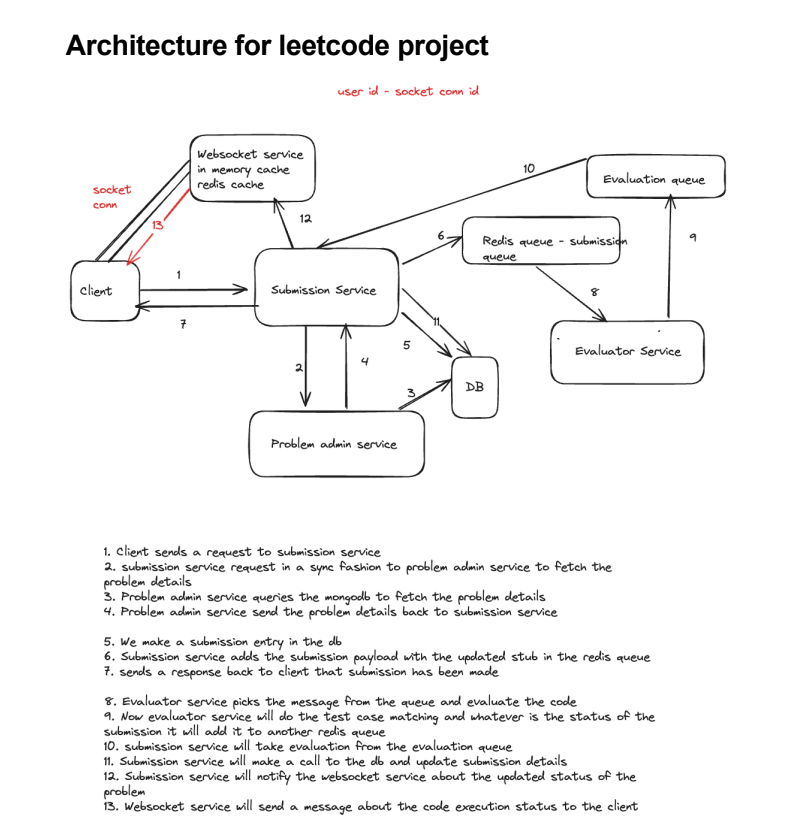 Architecture for leetcode project
user id - socket conn id
Websocket service
in memory cache
redis cache
socket
conn
13
12
10
Evaluation queue
6
Redis queue - submission
queue
9
Client
1
7
Submission Service
8
11
5
Evaluator Service
2
4
3
DB
Problem admin service
1. Client sends a request to submission service
2. submission service request in a sync fashion to problem admin service to fetch the
problem details
3. Problem admin service queries the mongodb to fetch the problem details
4. Problem admin service send the problem details back to submission service
5. We make a submission entry in the db
6. Submission service adds the submission payload with the updated stub in the redis queue
7. sends a response back to client that submission has been made
8. Evaluator service picks the message from the queue and evaluate the code
9. Now evaluator service will do the test case matching and whatever is the status of the
submission it will add it to another redis queue
10. submission service will take evaluation from the evaluation queue
11. Submission service will make a call to the db and update submission details
12. Submission service will notify the websocket service about the updated status of the
problem
13. Websocket service will send a message about the code execution status to the client